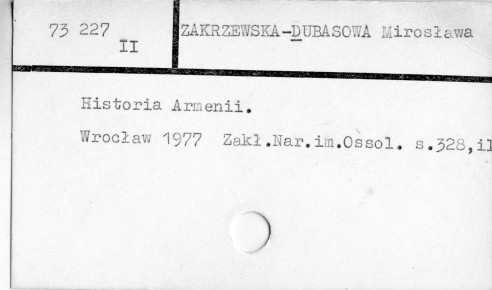 73 227
II
ZAKRZEWSKA-DUBASOWA Mirosława
Historia Armenii.
Wrocław 1977 Zakł.Nar.im.Ossol. s.328,il